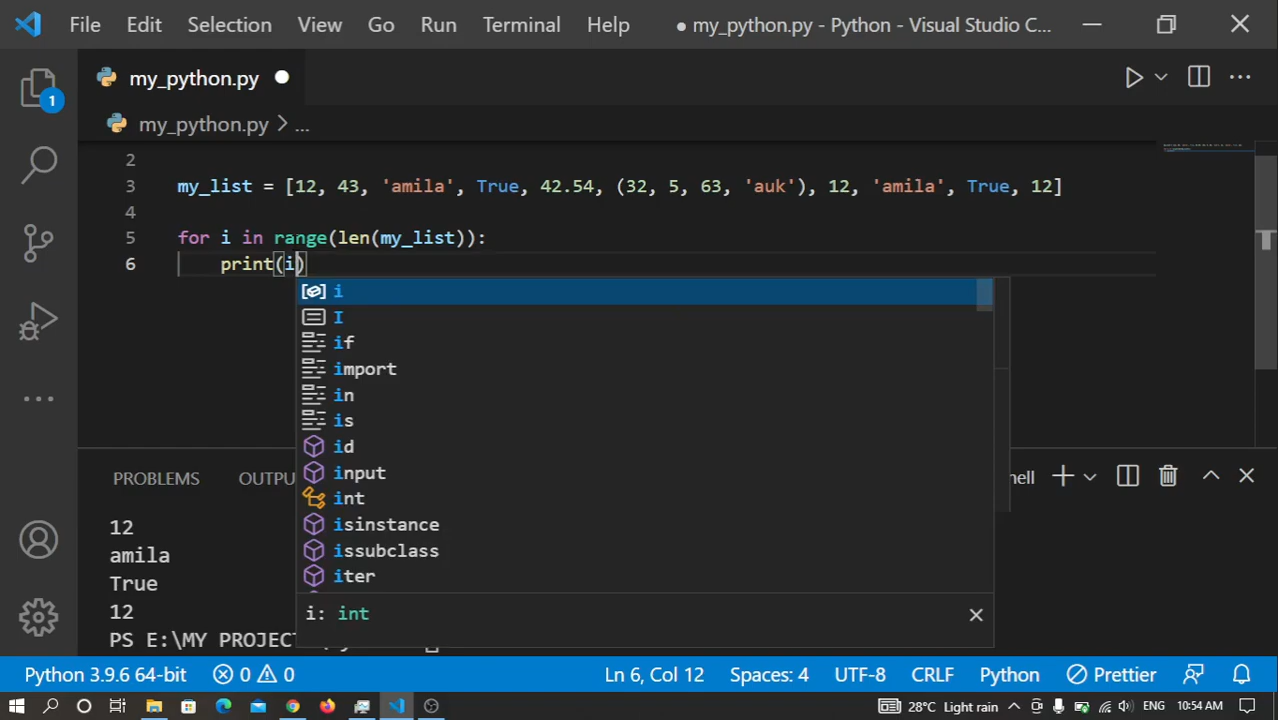 File Edit Selection View Go Run Terminal Help ● my_python.py - Python - Visual Studio C...
my_python.py
1
my_python.py > ...
2
3 my_list = [12, 43, 'amila', True, 42.54, (32, 5, 63, 'auk'), 12, 'amila', True, 12]
4
5 for i in range(len(my_list)):
6 print(i)
i
I
if
import
in
is
id
input
int
isinstance
issubclass
iter
i: int
PROBLEMS OUTPU hell
12
amila
True
12
PS E:\MY PROJECT
Python 3.9.6 64-bit 0 0 Ln 6, Col 12 Spaces: 4 UTF-8 CRLF Python Prettier
28°C Light rain ENG 10:54 AM